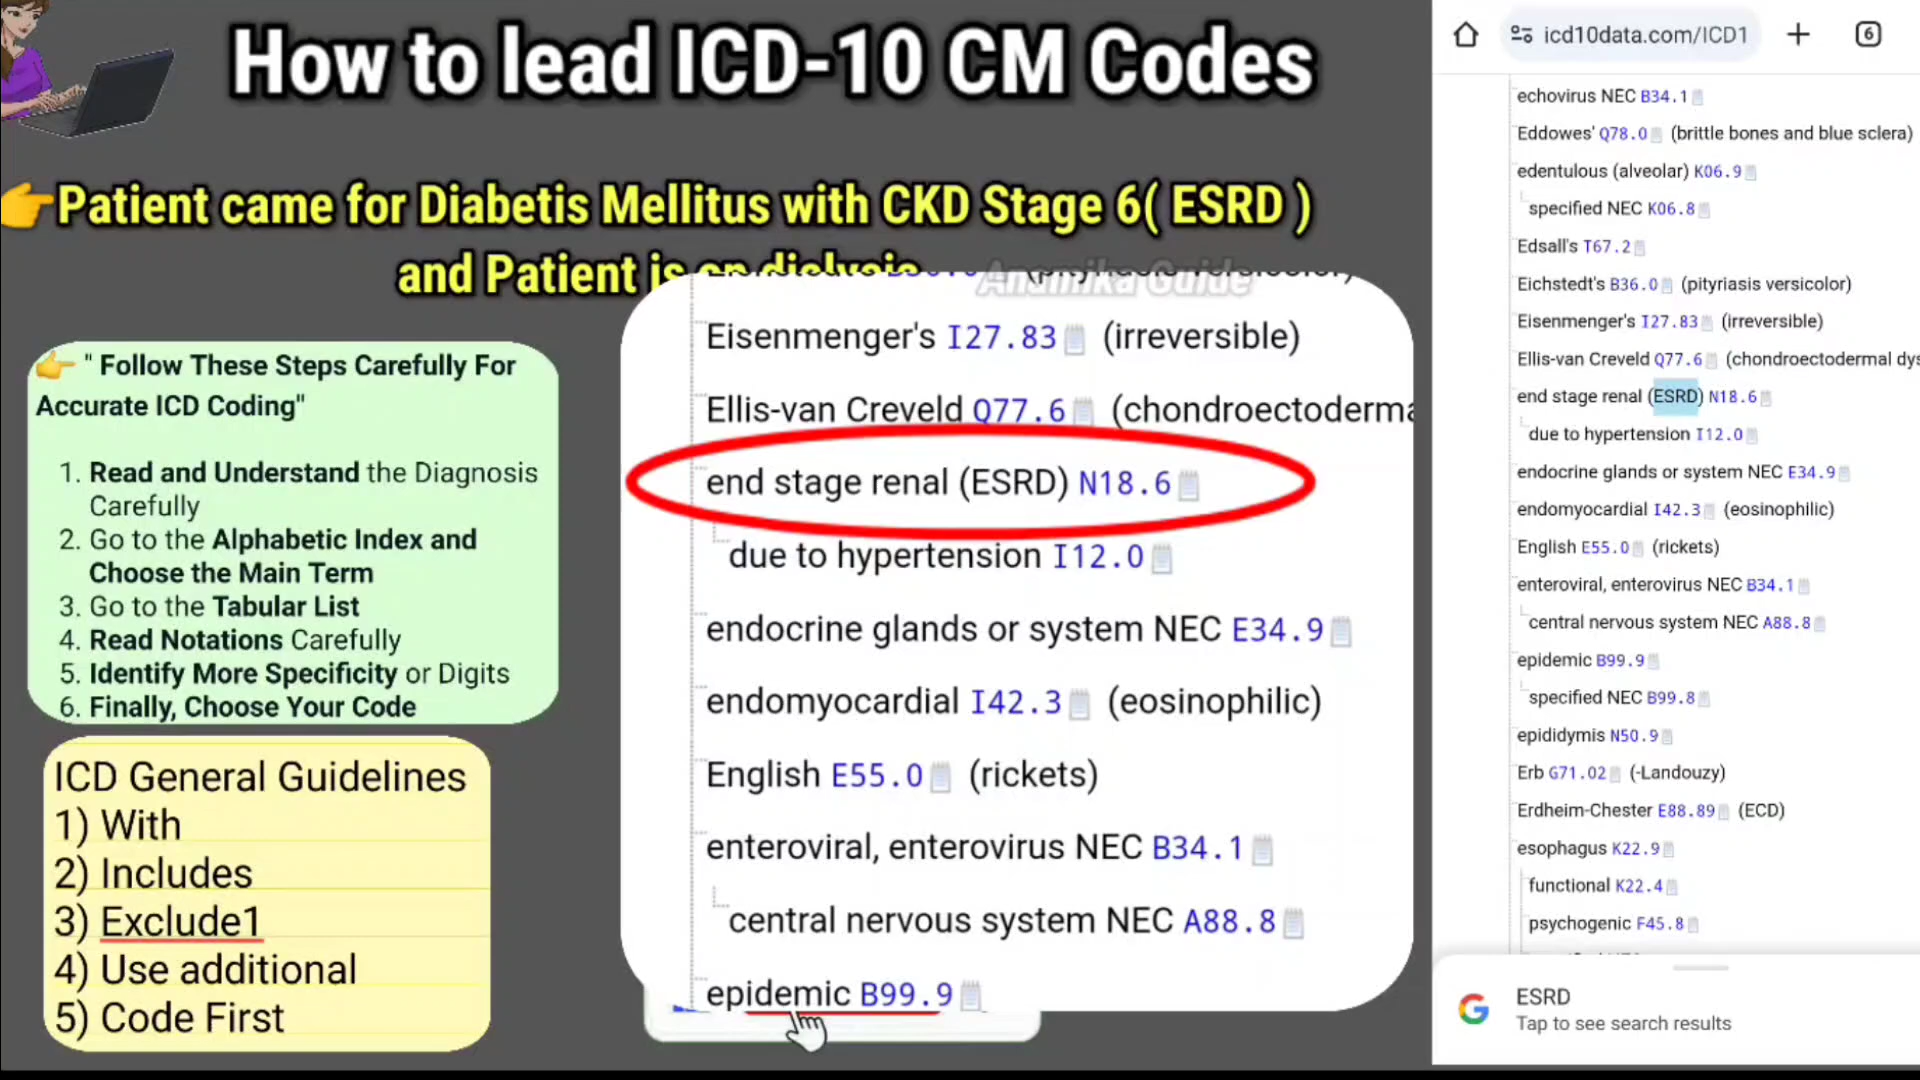 How to lead ICD-10 CM Codes
👉Patient came for Diabetis Mellitus with CKD Stage 6( ESRD )
and Patient is on dialysis
Anamika Guide
👉 " Follow These Steps Carefully For
Accurate ICD Coding"
1. Read and Understand the Diagnosis
Carefully
2. Go to the Alphabetic Index and
Choose the Main Term
3. Go to the Tabular List
4. Read Notations Carefully
5. Identify More Specificity or Digits
6. Finally, Choose Your Code
ICD General Guidelines
1) With
2) Includes
3) Exclude1
4) Use additional
5) Code First
Eisenmenger's I27.83 (irreversible)
Ellis-van Creveld Q77.6 (chondroectoderma
end stage renal (ESRD) N18.6
due to hypertension I12.0
endocrine glands or system NEC E34.9
endomyocardial I42.3 (eosinophilic)
English E55.0 (rickets)
enteroviral, enterovirus NEC B34.1
central nervous system NEC A88.8
epidemic B99.9
icd10data.com/ICD1
6
echovirus NEC B34.1
Eddowes' Q78.0 (brittle bones and blue sclera)
edentulous (alveolar) K06.9
specified NEC K06.8
Edsall's T67.2
Eichstedt's B36.0 (pityriasis versicolor)
Eisenmenger's I27.83 (irreversible)
Ellis-van Creveld Q77.6 (chondroectodermal dys
end stage renal (ESRD) N18.6
due to hypertension I12.0
endocrine glands or system NEC E34.9
endomyocardial I42.3 (eosinophilic)
English E55.0 (rickets)
enteroviral, enterovirus NEC B34.1
central nervous system NEC A88.8
epidemic B99.9
specified NEC B99.8
epididymis N50.9
Erb G71.02 (-Landouzy)
Erdheim-Chester E88.89 (ECD)
esophagus K22.9
functional K22.4
psychogenic F45.8
ESRD
Tap to see search results